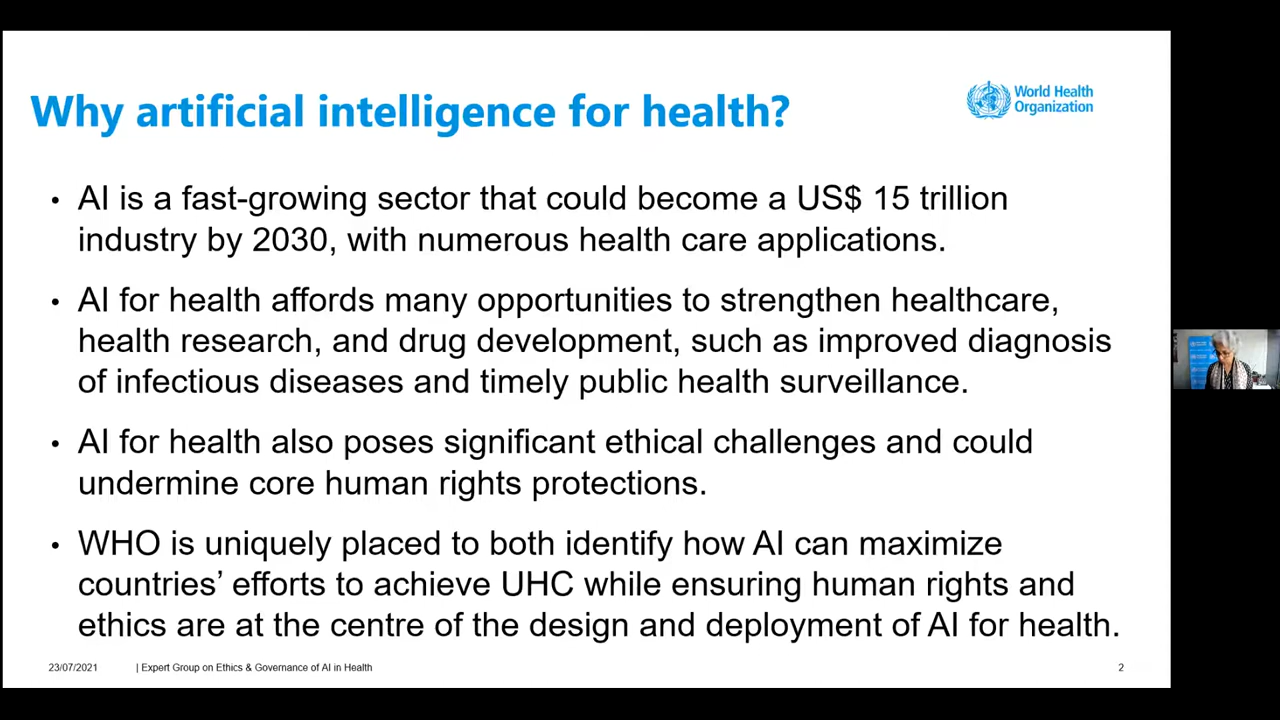 Why artificial intelligence for health?
World Health
Organization
• AI is a fast-growing sector that could become a US$ 15 trillion
industry by 2030, with numerous health care applications.
• AI for health affords many opportunities to strengthen healthcare,
health research, and drug development, such as improved diagnosis
of infectious diseases and timely public health surveillance.
• AI for health also poses significant ethical challenges and could
undermine core human rights protections.
• WHO is uniquely placed to both identify how AI can maximize
countries’ efforts to achieve UHC while ensuring human rights and
ethics are at the centre of the design and deployment of AI for health.
23/07/2021 | Expert Group on Ethics & Governance of AI in Health 2